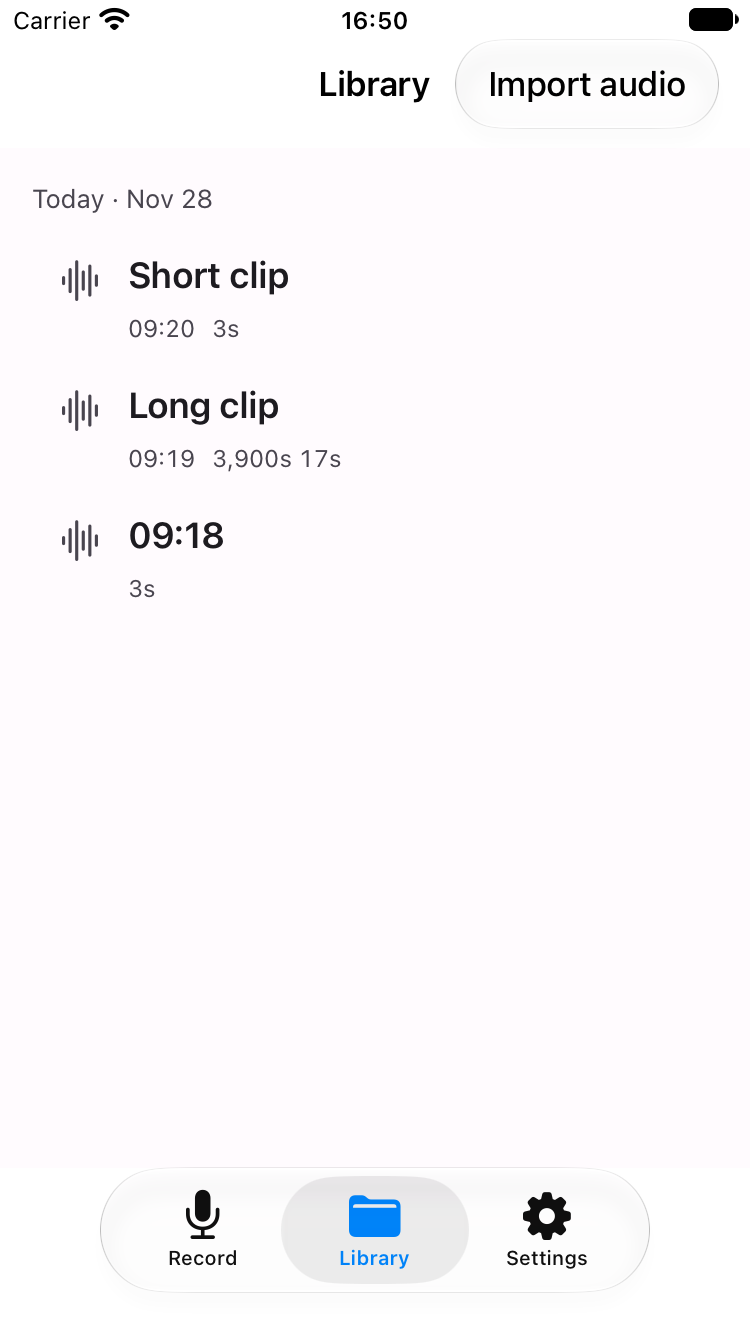 Carrier 16:50
Library Import audio
Today · Nov 28
Short clip
09:20 3s
Long clip
09:19 3,900s 17s
09:18
3s
Record Library Settings